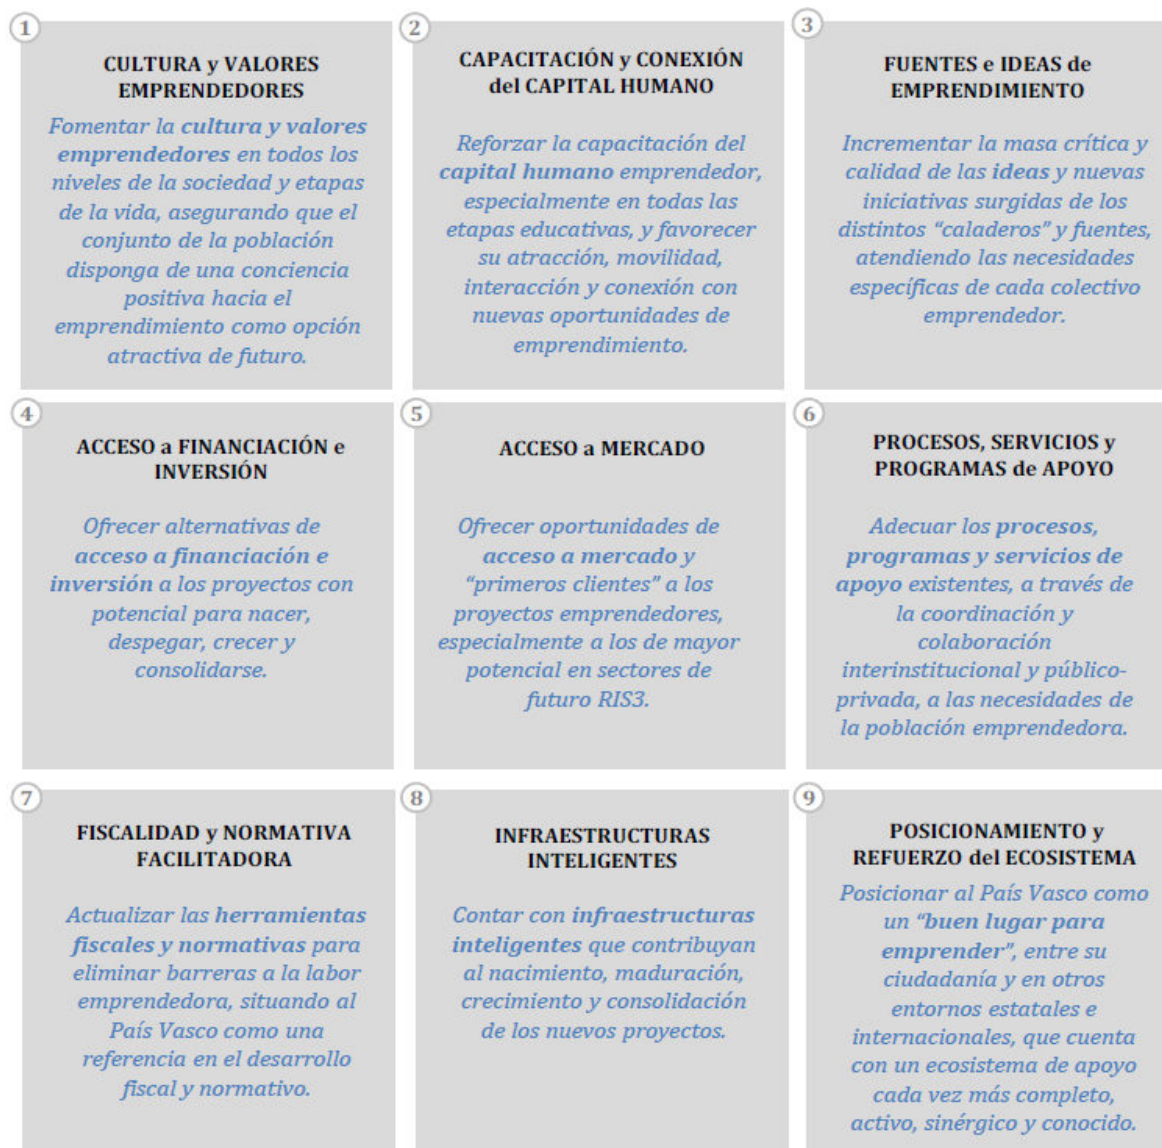 1
CULTURA y VALORES
EMPRENDEDORES
Fomentar la cultura y valores
emprendedores en todos los
niveles de la sociedad y etapas
de la vida, asegurando que el
conjunto de la población
disponga de una conciencia
positiva hacia el
emprendimiento como opción
atractiva de futuro.
2
CAPACITACIÓN y CONEXIÓN
del CAPITAL HUMANO
Reforzar la capacitación del
capital humano emprendedor,
especialmente en todas las
etapas educativas, y favorecer
su atracción, movilidad,
interacción y conexión con
nuevas oportunidades de
emprendimiento.
3
FUENTES e IDEAS de
EMPRENDIMIENTO
Incrementar la masa crítica y
calidad de las ideas y nuevas
iniciativas surgidas de los
distintos “caladeros” y fuentes,
atendiendo las necesidades
específicas de cada colectivo
emprendedor.
4
ACCESO a FINANCIACIÓN e
INVERSIÓN
Ofrecer alternativas de
acceso a financiación e
inversión a los proyectos con
potencial para nacer,
despegar, crecer y
consolidarse.
5
ACCESO a MERCADO
Ofrecer oportunidades de
acceso a mercado y
“primeros clientes” a los
proyectos emprendedores,
especialmente a los de mayor
potencial en sectores de
futuro RIS3.
6
PROCESOS, SERVICIOS y
PROGRAMAS de APOYO
Adecuar los procesos,
programas y servicios de
apoyo existentes, a través de
la coordinación y
colaboración
interinstitucional y público-
privada, a las necesidades de
la población emprendedora.
7
FISCALIDAD y NORMATIVA
FACILITADORA
Actualizar las herramientas
fiscales y normativas para
eliminar barreras a la labor
emprendedora, situando al
País Vasco como una
referencia en el desarrollo
fiscal y normativo.
8
INFRAESTRUCTURAS
INTELIGENTES
Contar con infraestructuras
inteligentes que contribuyan
al nacimiento, maduración,
crecimiento y consolidación
de los nuevos proyectos.
9
POSICIONAMIENTO y
REFUERZO del ECOSISTEMA
Posicionar al País Vasco como
un “buen lugar para
emprender”, entre su
ciudadanía y en otros
entornos estatales e
internacionales, que cuenta
con un ecosistema de apoyo
cada vez más completo,
activo, sinérgico y conocido.